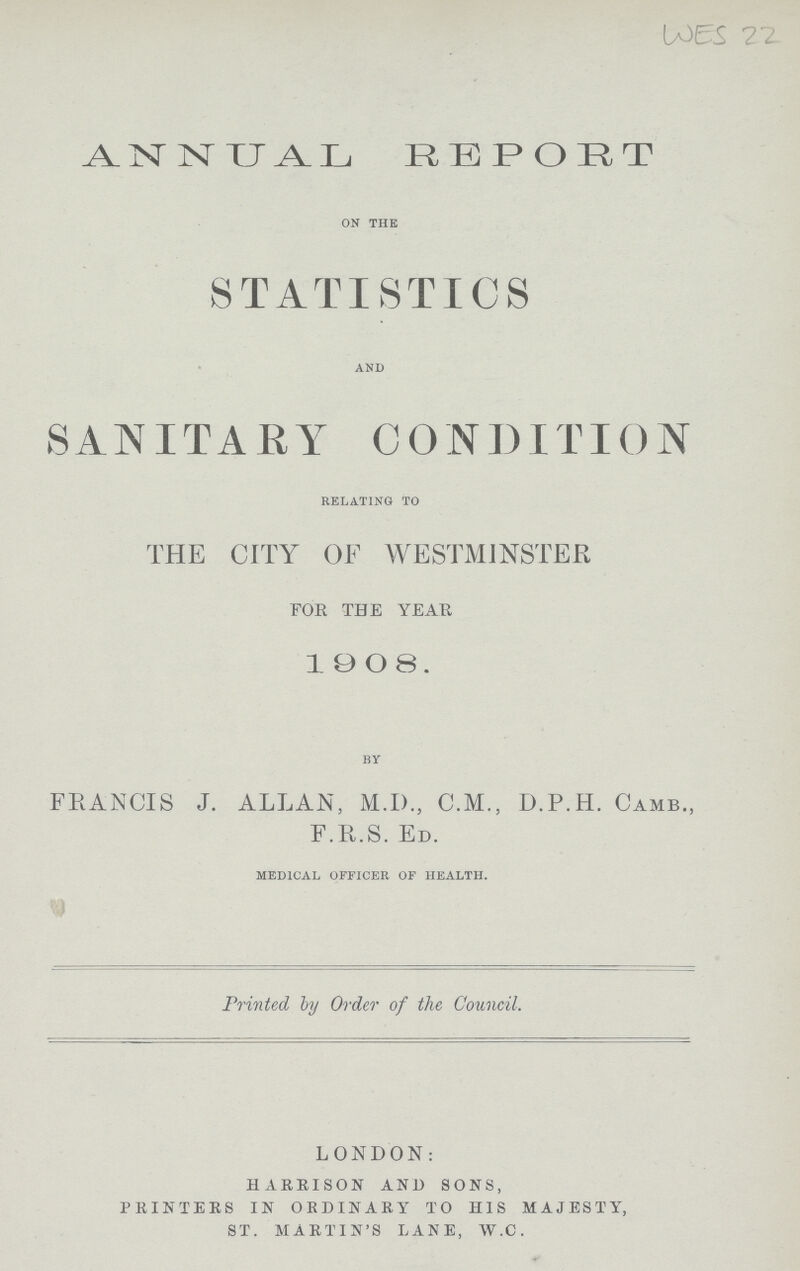 WES 22
ANNUAL REPORT
ON THE
STATISTICS
AND
SANITARY CONDITION
RELATING TO
THE CITY OF WESTMINSTER
FOR THE YEAR
1908.
BY
FRANCIS J. ALLAN, M.D., C.M., D.P.H. CAMB.,
F.R.S. ED.
MEDICAL OFFICER OF HEALTH.
Printed by Order of the Council.
LONDON:
HARRISON AND SONS,
PRINTERS IN ORDINARY TO HIS MAJESTY,
ST. MARTIN'S LANE, W.C.